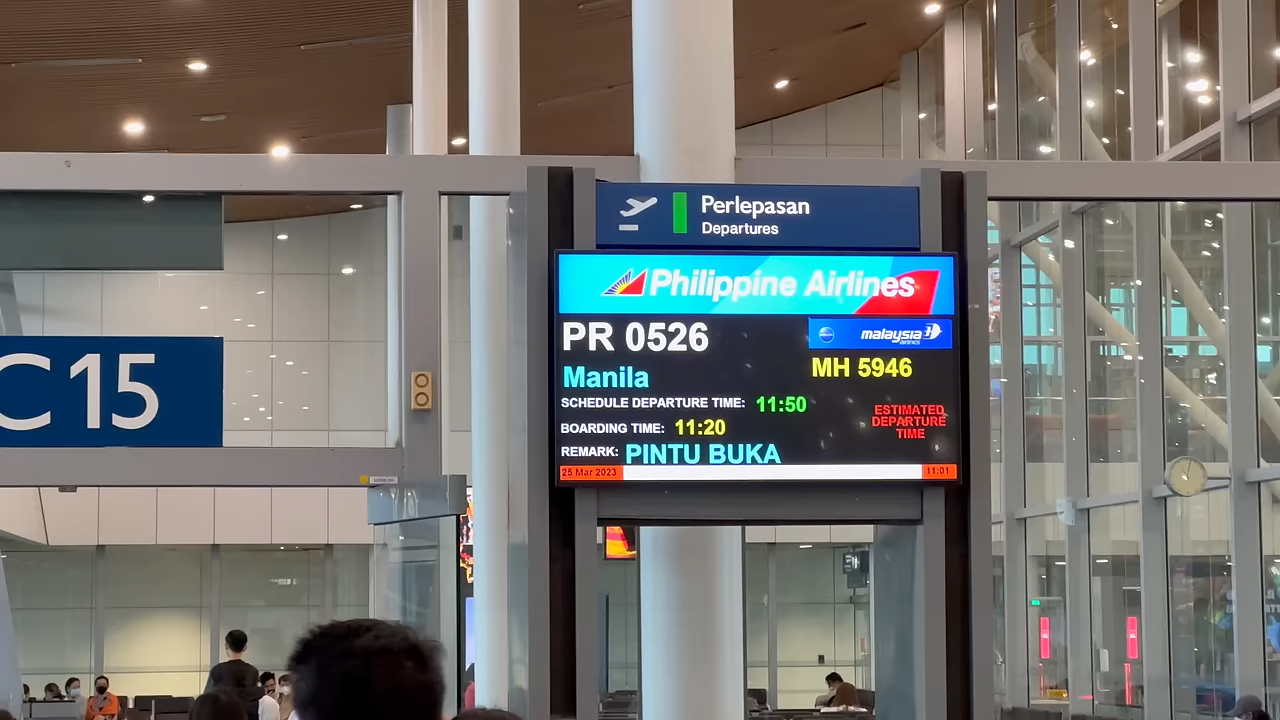 Perlepasan
Departures
Philippine Airlines
PR 0526
malaysia
airlines
MH 5946
Manila
SCHEDULE DEPARTURE TIME: 11:50
ESTIMATED
DEPARTURE
TIME
BOARDING TIME: 11:20
REMARK: PINTU BUKA
25 Mar 2023
11:01
C15